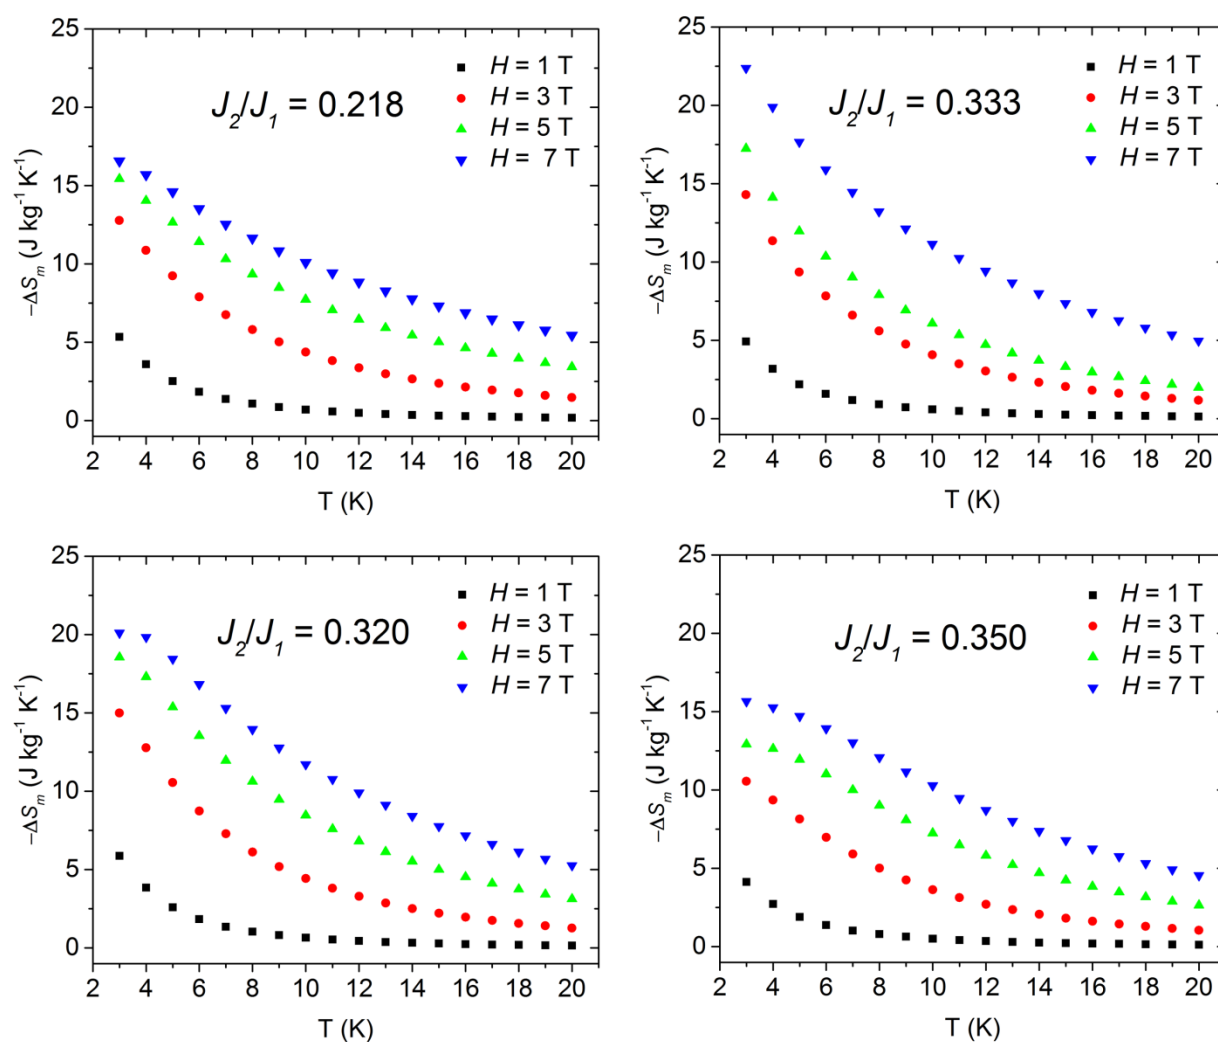 25
20
15
10
5
0
−ΔSₘ (J kg⁻¹ K⁻¹)
J₂/J₁ = 0.218
H = 1 T
H = 3 T
H = 5 T
H = 7 T
2 4 6 8 10 12 14 16 18 20
T (K)
25
20
15
10
5
0
−ΔSₘ (J kg⁻¹ K⁻¹)
J₂/J₁ = 0.333
H = 1 T
H = 3 T
H = 5 T
H = 7 T
2 4 6 8 10 12 14 16 18 20
T (K)
25
20
15
10
5
0
−ΔSₘ (J kg⁻¹ K⁻¹)
J₂/J₁ = 0.320
H = 1 T
H = 3 T
H = 5 T
H = 7 T
2 4 6 8 10 12 14 16 18 20
T (K)
25
20
15
10
5
0
−ΔSₘ (J kg⁻¹ K⁻¹)
J₂/J₁ = 0.350
H = 1 T
H = 3 T
H = 5 T
H = 7 T
2 4 6 8 10 12 14 16 18 20
T (K)